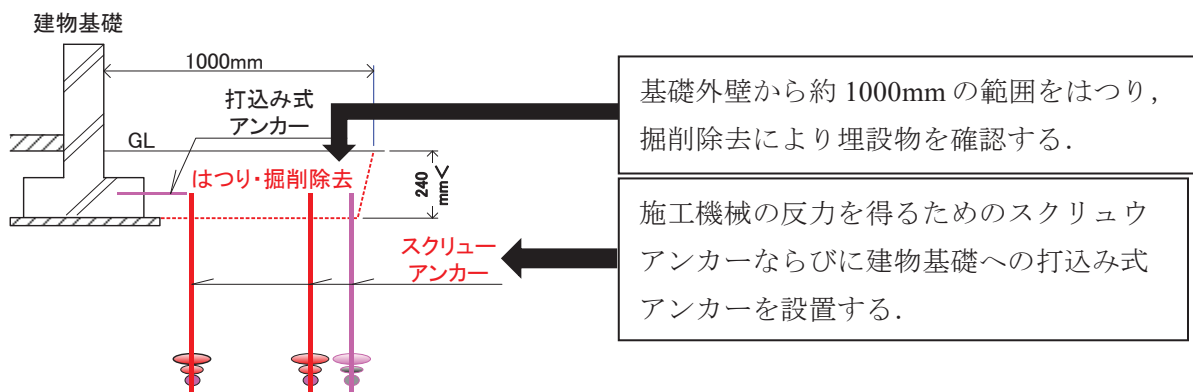 建物基礎
1000mm
打込み式
アンカー
GL
はつり・掘削除去
240
mm<
スクリュー
アンカー
基礎外壁から約 1000mm の範囲をはつり，
掘削除去により埋設物を確認する．
施工機械の反力を得るためのスクリュウ
アンカーならびに建物基礎への打込み式
アンカーを設置する．